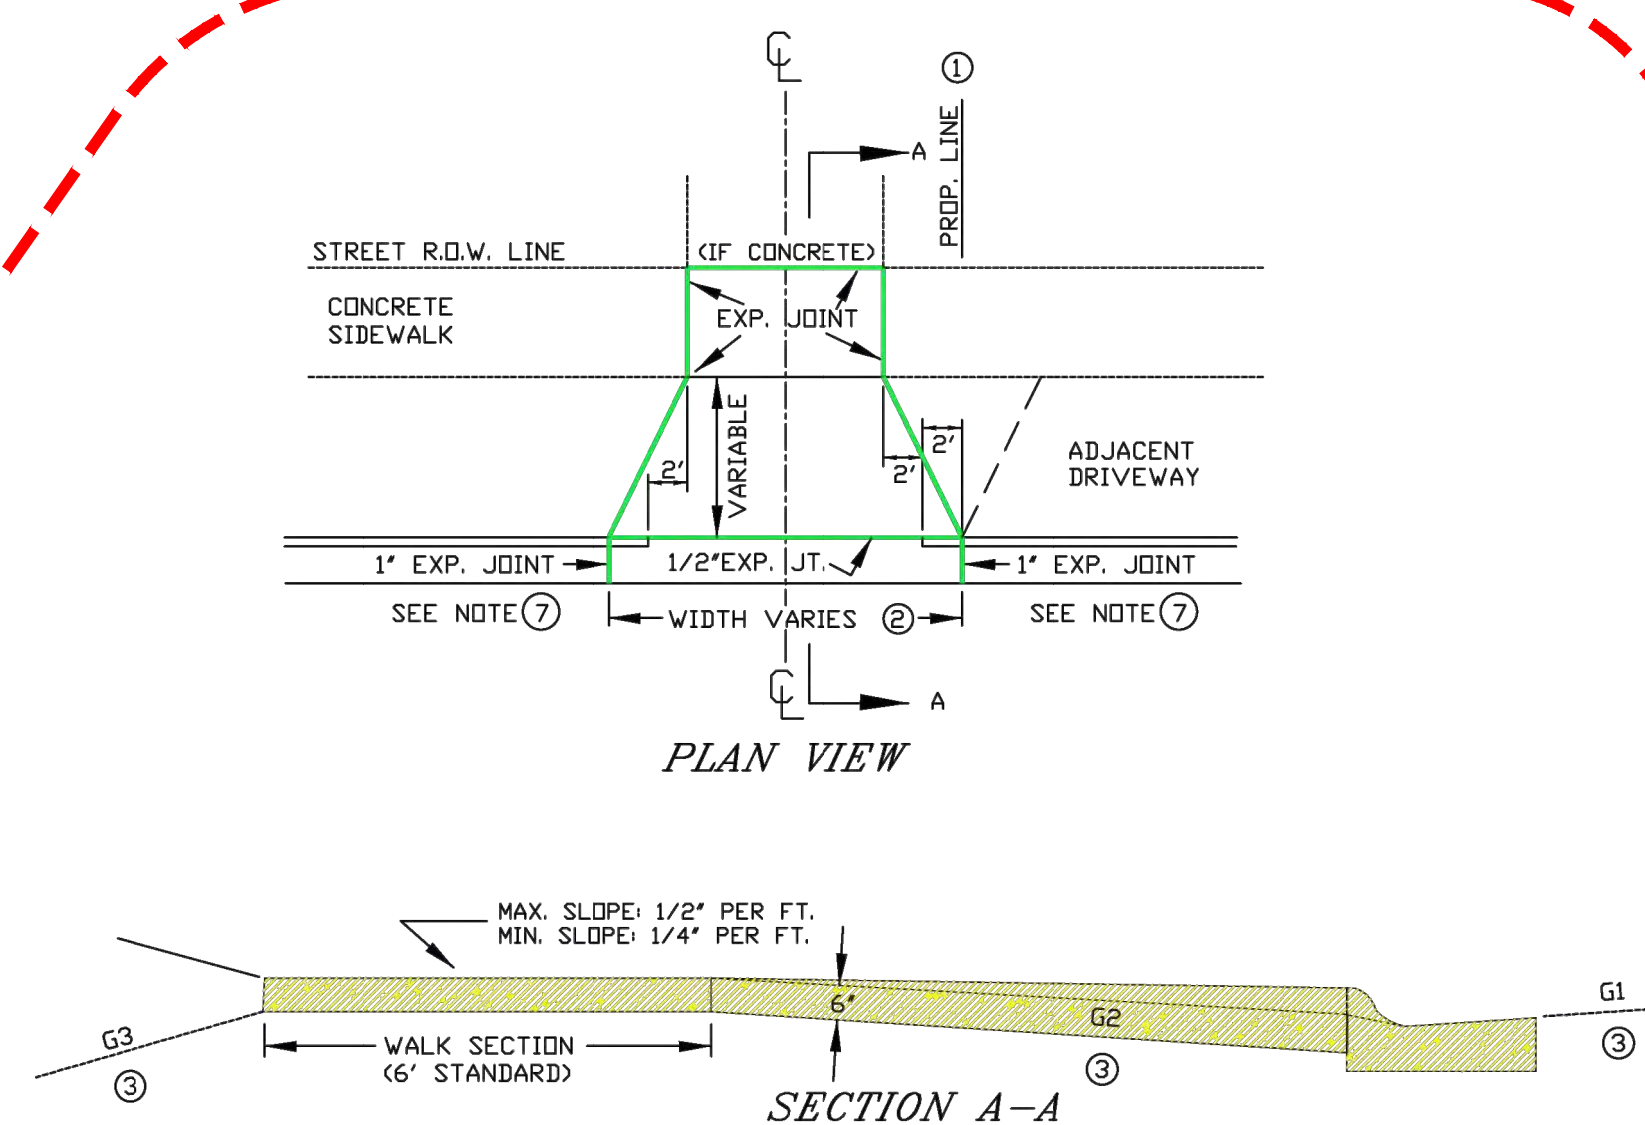 ℄
1
PROP. LINE
A
STREET R.O.W. LINE
(IF CONCRETE)
CONCRETE
SIDEWALK
EXP. JOINT
VARIABLE
2'
2'
2'
ADJACENT
DRIVEWAY
1" EXP. JOINT
1/2"EXP. JT.
1" EXP. JOINT
SEE NOTE 7
WIDTH VARIES 2
SEE NOTE 7
℄
A
PLAN VIEW
MAX. SLOPE: 1/2" PER FT.
MIN. SLOPE: 1/4" PER FT.
6"
G2
G1
3
G3
3
WALK SECTION
(6' STANDARD)
3
SECTION A-A